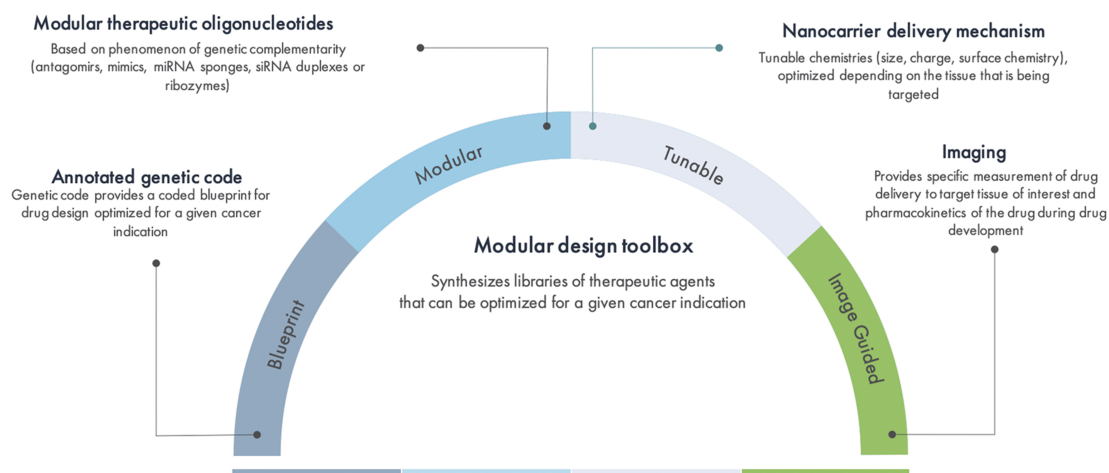 Modular therapeutic oligonucleotides
Based on phenomenon of genetic complementarity
(antagomirs, mimics, miRNA sponges, siRNA duplexes or
ribozymes)
Nanocarrier delivery mechanism
Tunable chemistries (size, charge, surface chemistry),
optimized depending on the tissue that is being
targeted
Annotated genetic code
Genetic code provides a coded blueprint for
drug design optimized for a given cancer
indication
Imaging
Provides specific measurement of drug
delivery to target tissue of interest and
pharmacokinetics of the drug during drug
development
Blueprint
Modular
Tunable
Image Guided
Modular design toolbox
Synthesizes libraries of therapeutic agents
that can be optimized for a given cancer indication